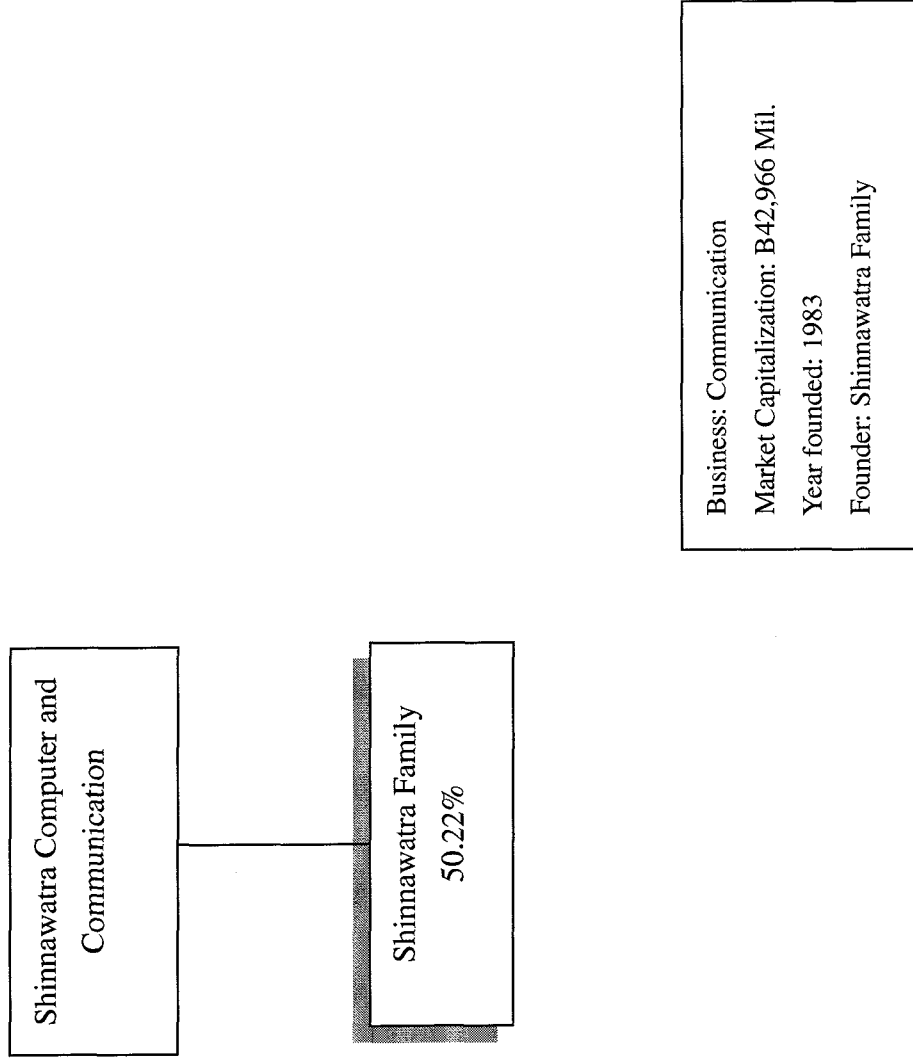 Shinnawatra Computer and
Communication
Shinnawatra Family
50.22%
Business: Communication
Market Capitalization: B42,966 Mil.
Year founded: 1983
Founder: Shinnawatra Family